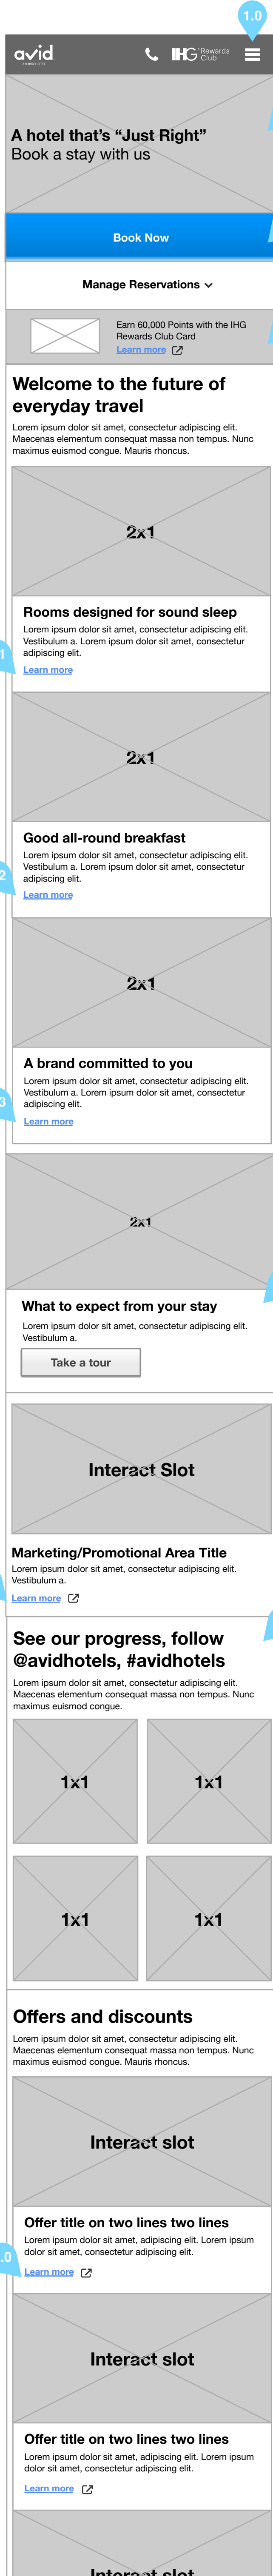 1.0
avid
AN IHG HOTEL
IHG Rewards
Club
A hotel that's “Just Right”
Book a stay with us
Book Now
Manage Reservations
Earn 60,000 Points with the IHG
Rewards Club Card
Learn more
Welcome to the future of
everyday travel
Lorem ipsum dolor sit amet, consectetur adipiscing elit.
Maecenas elementum consequat massa non tempus. Nunc
maximus euismod congue. Mauris rhoncus.
2x1
Rooms designed for sound sleep
Lorem ipsum dolor sit amet, consectetur adipiscing elit.
Vestibulum a. Lorem ipsum dolor sit amet, consectetur
adipiscing elit.
1
Learn more
2x1
Good all-round breakfast
Lorem ipsum dolor sit amet, consectetur adipiscing elit.
Vestibulum a. Lorem ipsum dolor sit amet, consectetur
adipiscing elit.
2
Learn more
2x1
A brand committed to you
Lorem ipsum dolor sit amet, consectetur adipiscing elit.
Vestibulum a. Lorem ipsum dolor sit amet, consectetur
adipiscing elit.
3
Learn more
2x1
What to expect from your stay
Lorem ipsum dolor sit amet, consectetur adipiscing elit.
Vestibulum a.
Take a tour
Interact Slot
Marketing/Promotional Area Title
Lorem ipsum dolor sit amet, consectetur adipiscing elit.
Vestibulum a.
Learn more
See our progress, follow
@avidhotels, #avidhotels
Lorem ipsum dolor sit amet, consectetur adipiscing elit.
Maecenas elementum consequat massa non tempus. Nunc
maximus euismod congue.
1x1 1x1
1x1 1x1
Offers and discounts
Lorem ipsum dolor sit amet, consectetur adipiscing elit.
Maecenas elementum consequat massa non tempus. Nunc
maximus euismod congue. Mauris rhoncus.
Interact slot
Offer title on two lines two lines
Lorem ipsum dolor sit amet, adipiscing elit. Lorem ipsum
dolor sit amet, consectetur adipiscing elit.
.0
Learn more
Interact slot
Offer title on two lines two lines
Lorem ipsum dolor sit amet, adipiscing elit. Lorem ipsum
dolor sit amet, consectetur adipiscing elit.
Learn more
Interact slot